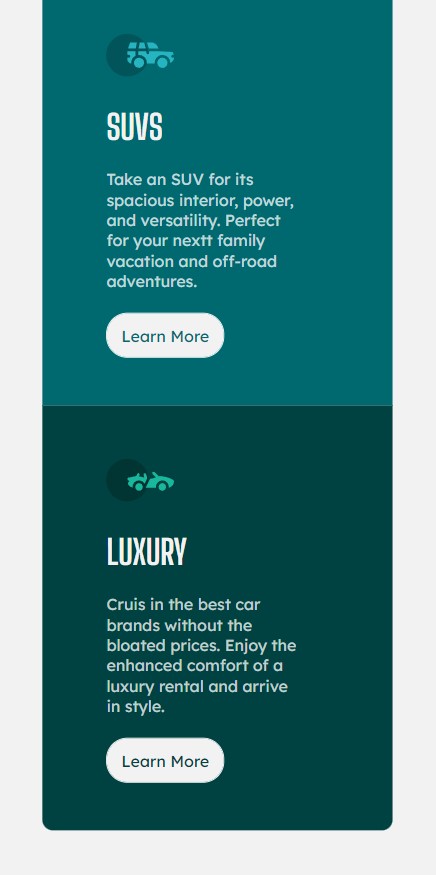 SUVS
Take an SUV for its
spacious interior, power,
and versatility. Perfect
for your nextt family
vacation and off-road
adventures.
Learn More
LUXURY
Cruis in the best car
brands without the
bloated prices. Enjoy the
enhanced comfort of a
luxury rental and arrive
in style.
Learn More